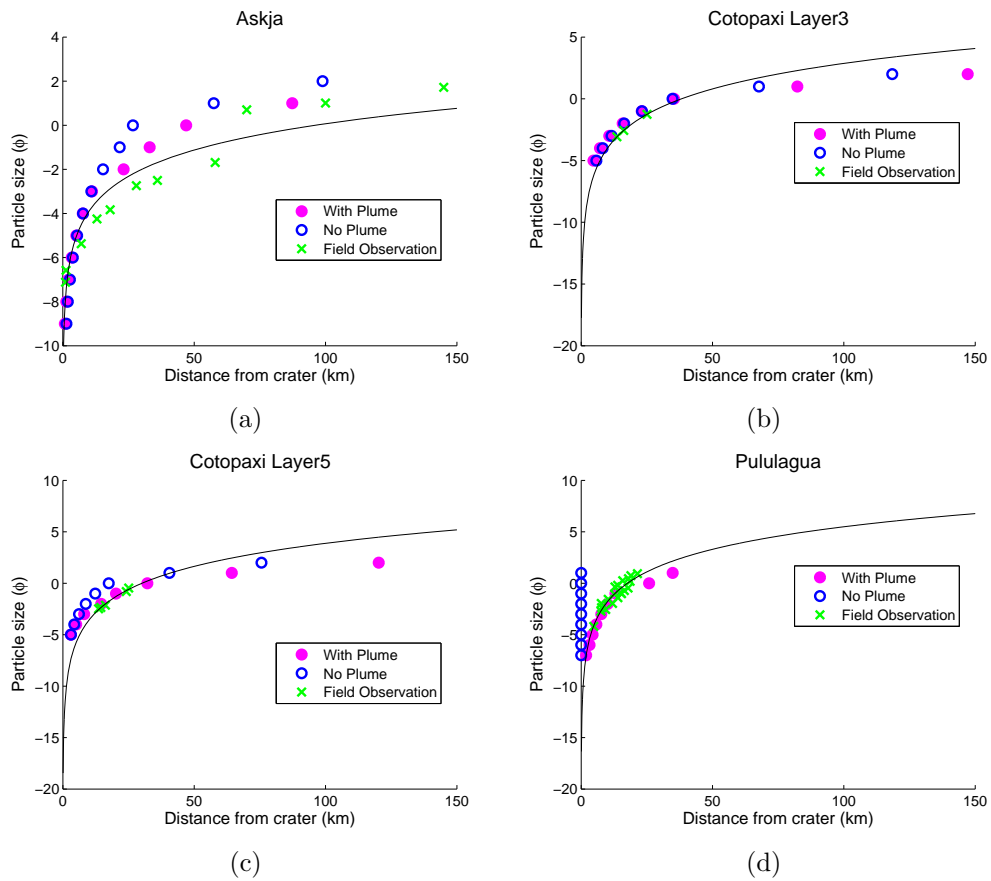 Askja
4
2
0
−2
−4
−6
−8
−10
Particle size (ϕ)
With Plume
No Plume
Field Observation
0 50 100 150
Distance from crater (km)
(a)
Cotopaxi Layer3
5
0
−5
−10
−15
−20
Particle size (ϕ)
With Plume
No Plume
Field Observation
0 50 100 150
Distance from crater (km)
(b)
Cotopaxi Layer5
10
5
0
−5
−10
−15
−20
Particle size (ϕ)
With Plume
No Plume
Field Observation
0 50 100 150
Distance from crater (km)
(c)
Pululagua
10
5
0
−5
−10
−15
−20
Particle size (ϕ)
With Plume
No Plume
Field Observation
0 50 100 150
Distance from crater (km)
(d)